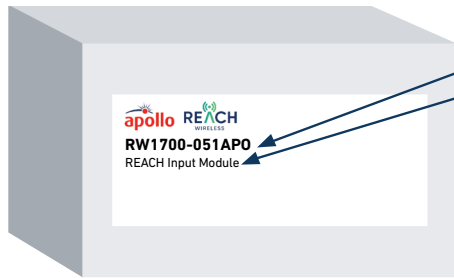 apollo REACH
WIRELESS
RW1700-051APO
REACH Input Module